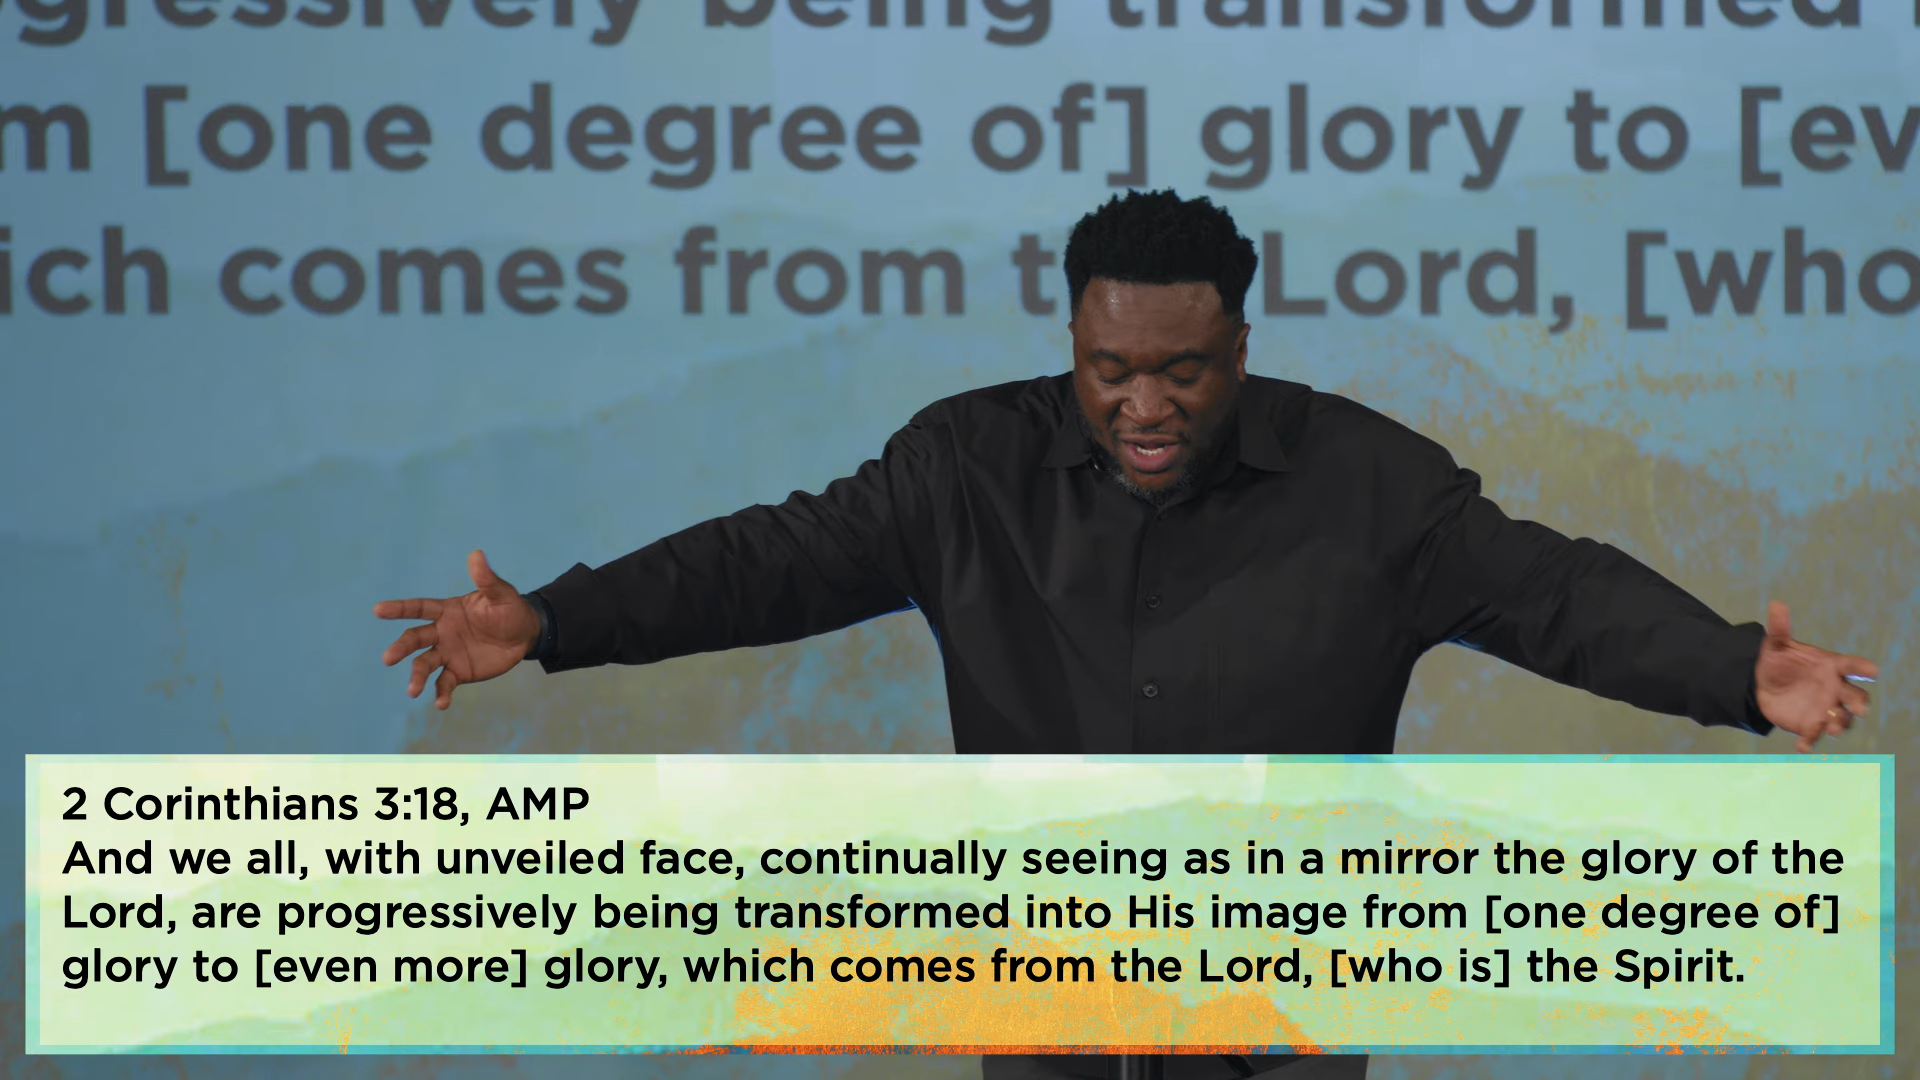 gressively being transformed
m [one degree of] glory to [ev
ich comes from t Lord, [who
2 Corinthians 3:18, AMP
And we all, with unveiled face, continually seeing as in a mirror the glory of the
Lord, are progressively being transformed into His image from [one degree of]
glory to [even more] glory, which comes from the Lord, [who is] the Spirit.